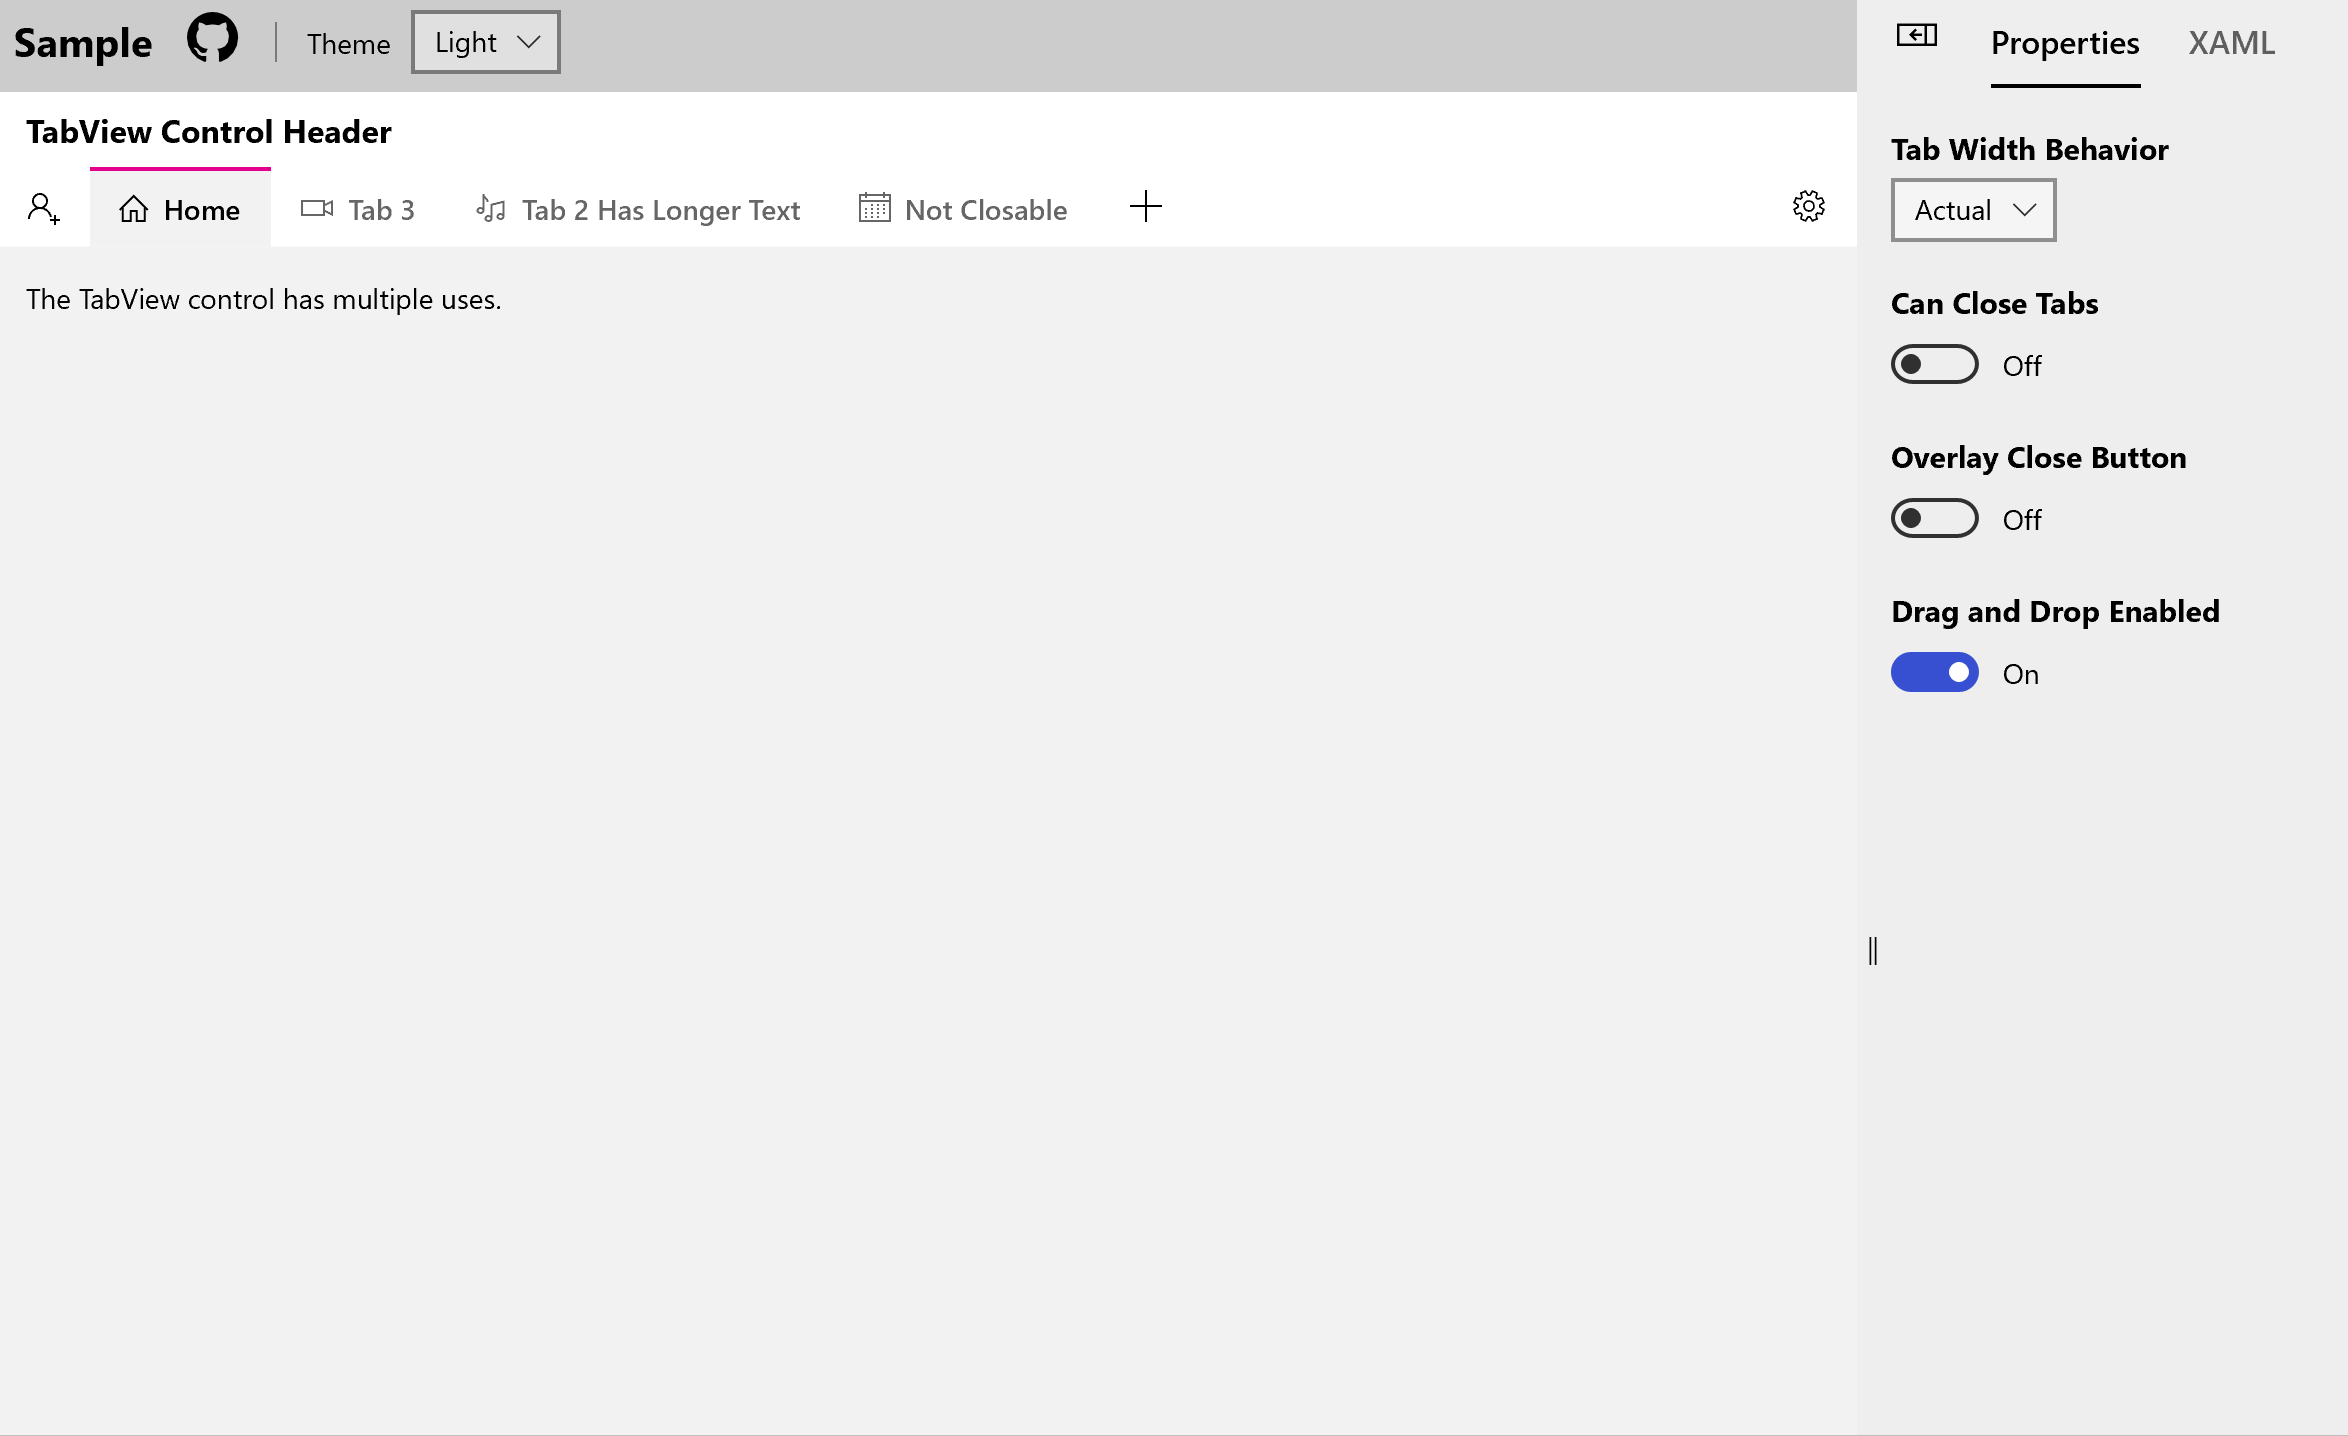 Sample
Theme
Light
Properties
XAML
TabView Control Header
Home
Tab 3
Tab 2 Has Longer Text
Not Closable
The TabView control has multiple uses.
Tab Width Behavior
Actual
Can Close Tabs
Off
Overlay Close Button
Off
Drag and Drop Enabled
On